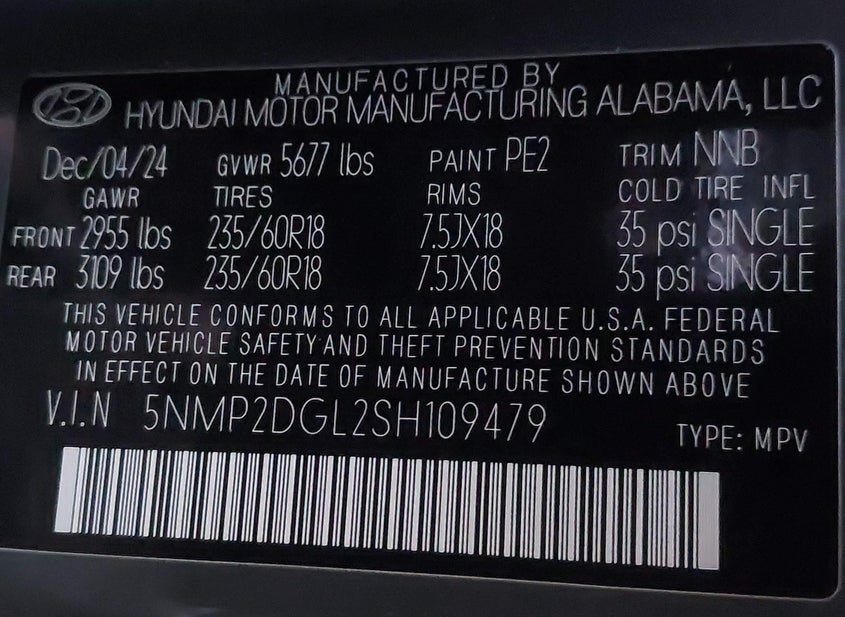 MANUFACTURED BY
HYUNDAI MOTOR MANUFACTURING ALABAMA, LLC
Dec/04/24 GVWR 5677 lbs PAINT PE2 TRIM NNB
GAWR TIRES RIMS COLD TIRE INFL
FRONT 2955 lbs 235/60R18 7.5JX18 35 psi SINGLE
REAR 3109 lbs 235/60R18 7.5JX18 35 psi SINGLE
THIS VEHICLE CONFORMS TO ALL APPLICABLE U.S.A. FEDERAL
MOTOR VEHICLE SAFETY AND THEFT PREVENTION STANDARDS
IN EFFECT ON THE DATE OF MANUFACTURE SHOWN ABOVE
V.I.N 5NMP2DGL2SH109479 TYPE: MPV